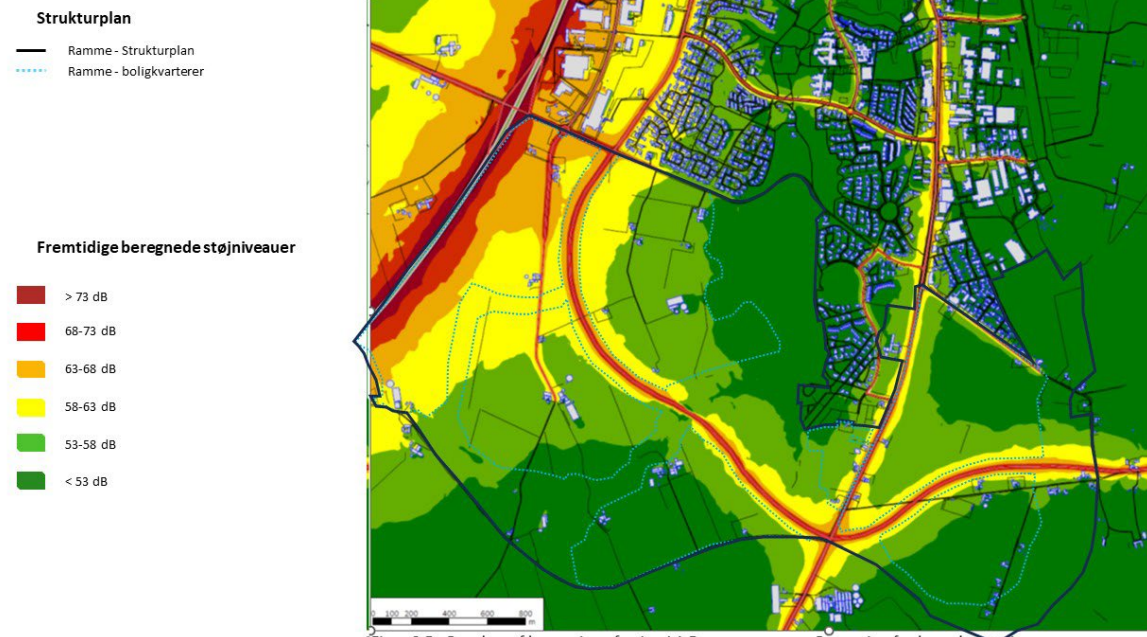 Strukturplan
Ramme - Strukturplan
Ramme - boligkvarterer
Fremtidige beregnede støjniveauer
> 73 dB
68-73 dB
63-68 dB
58-63 dB
53-58 dB
< 53 dB
0 100 200 400 600 800
m